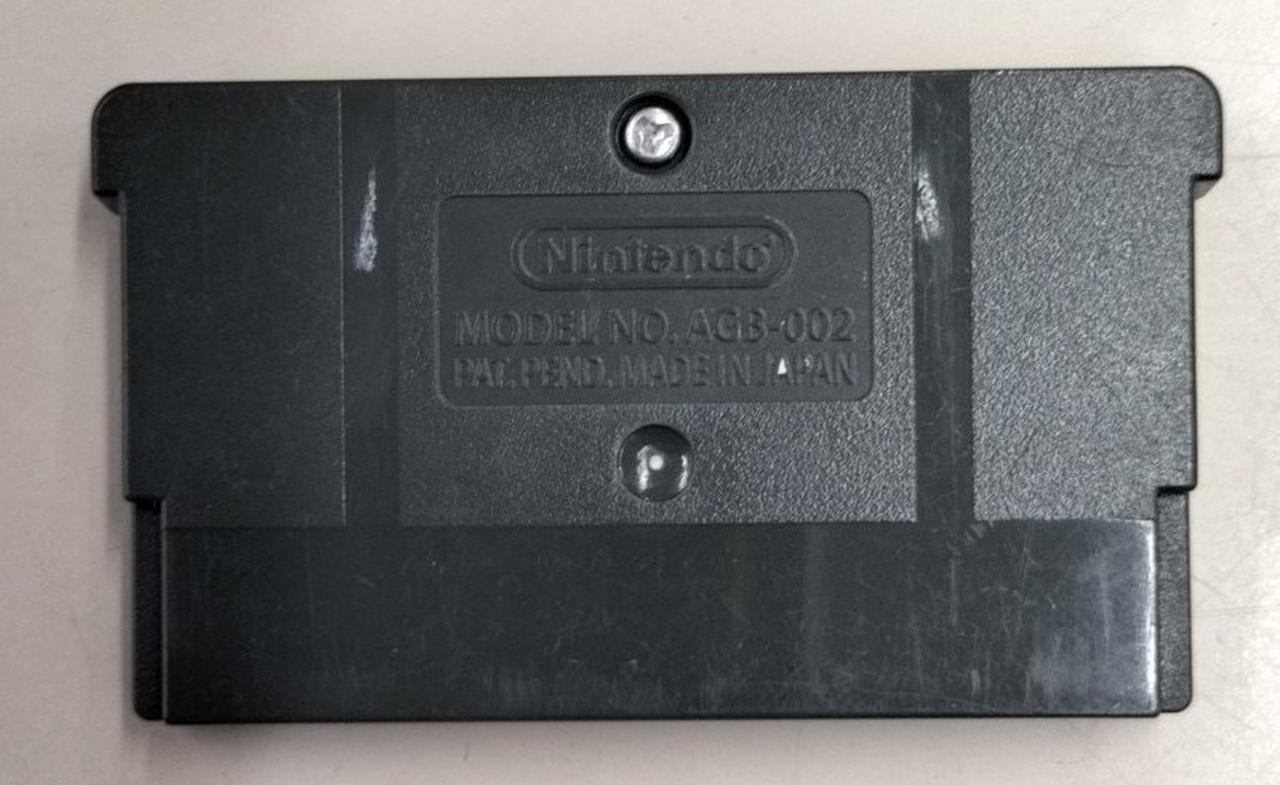 Nintendo®
MODEL NO. AGB-002
PAT. PEND. MADE IN JAPAN